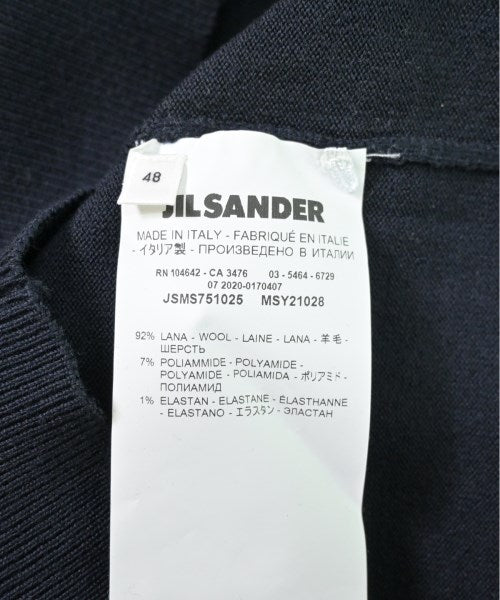 48
JIL SANDER
MADE IN ITALY - FABRIQUÉ EN ITALIE
- イタリア製 - ПРОИЗВЕДЕНО В ИТАЛИИ
RN 104642 - CA 3476 03 - 5464 - 6729
07 2020-0170407
JSMS751025 MSY21028
92% LANA - WOOL - LAINE - LANA - 羊毛 -
ШЕРСТЬ
7% POLIAMMIDE - POLYAMIDE -
POLYAMIDE - POLIAMIDA - ポリアミド -
ПОЛИАМИД
1% ELASTAN - ELASTANE - ÉLASTHANNE
- ELASTANO - エラスタン - ЭЛАСТАН